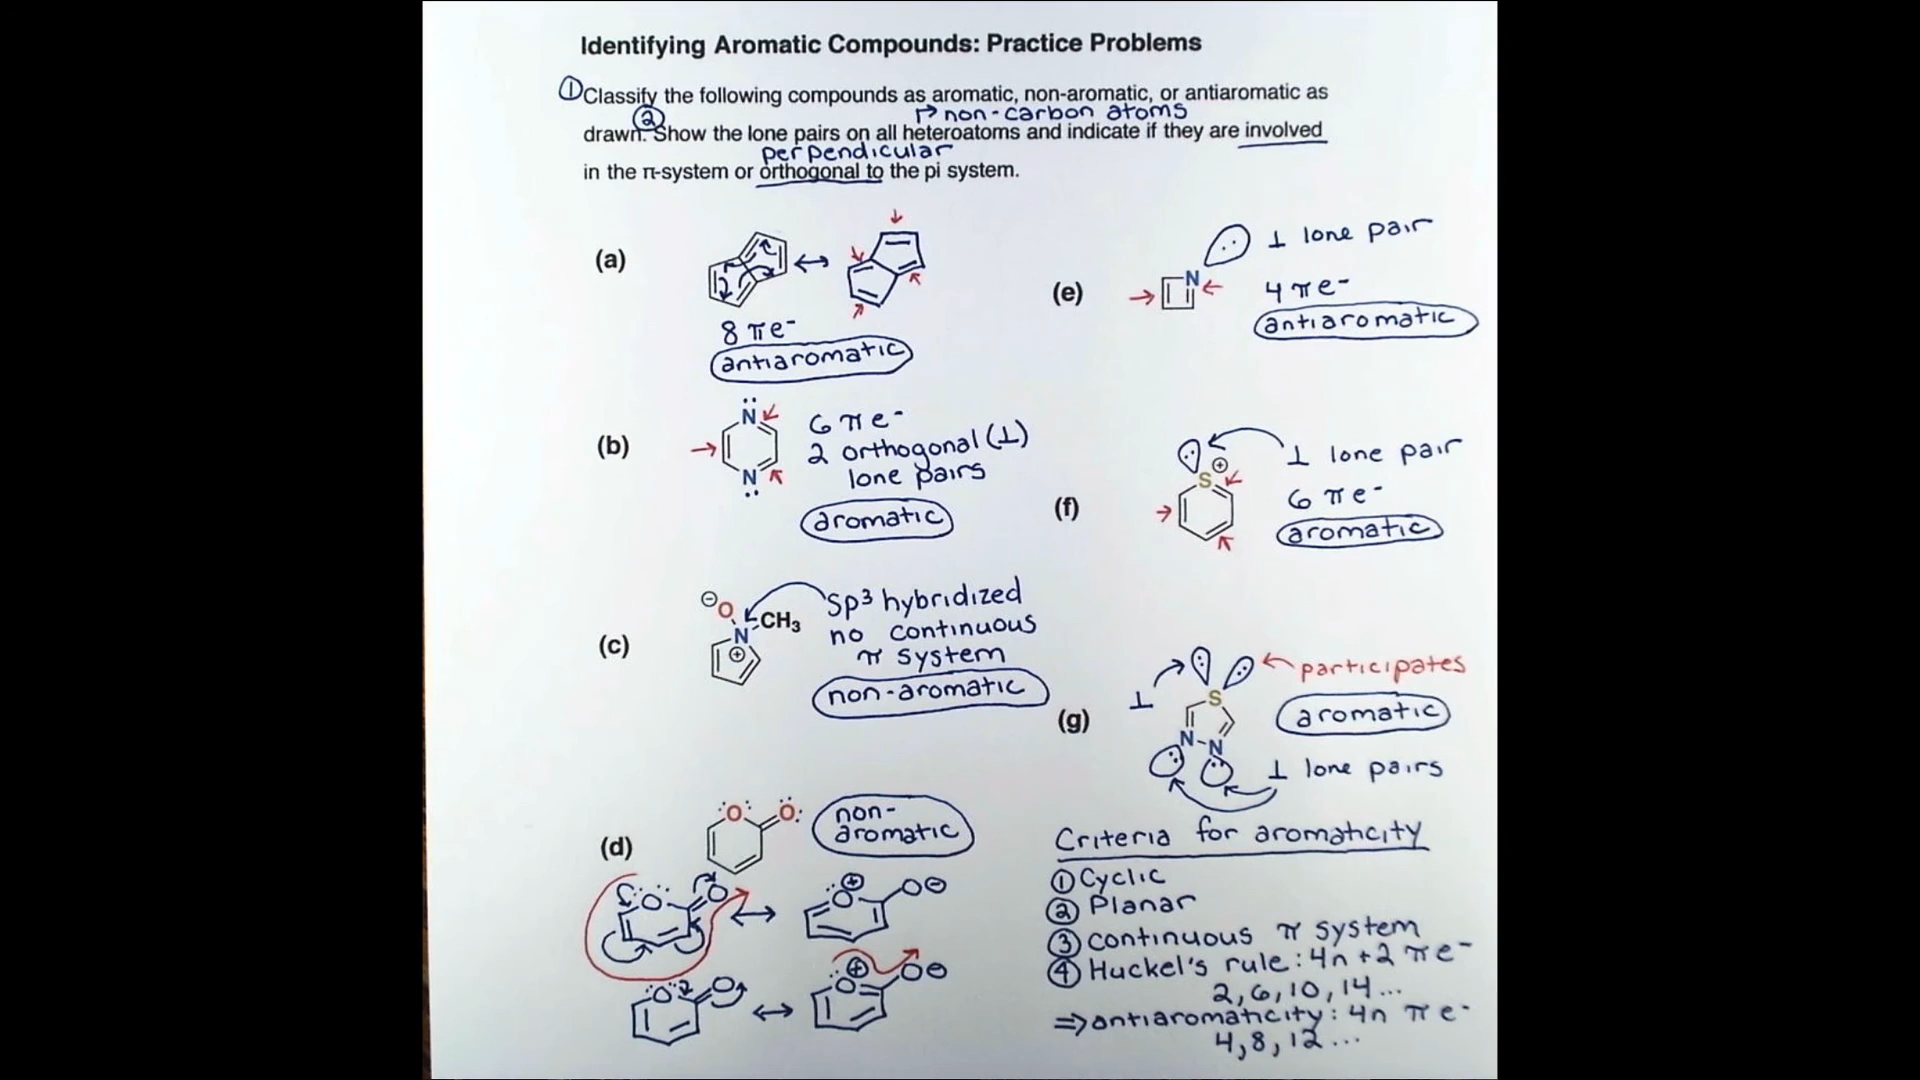 Identifying Aromatic Compounds: Practice Problems
① Classify the following compounds as aromatic, non-aromatic, or antiaromatic as
② ↱ non-carbon atoms
drawn. Show the lone pairs on all heteroatoms and indicate if they are involved
perpendicular
in the π-system or orthogonal to the pi system.
(a)
8 π e⁻
antiaromatic
(b)
N
N
6 π e⁻
2 orthogonal (⊥)
lone pairs
aromatic
(c)
⊖O
CH₃
N
⊕
sp³ hybridized
no continuous
π system
non-aromatic
(d)
O
O
non-
aromatic
O
O
⊕
O
O⊖
O
O
⊕
O
O⊖
(e)
N
⊥ lone pair
4 π e⁻
antiaromatic
(f)
⊕
S
⊥ lone pair
6 π e⁻
aromatic
(g)
participates
⊥
S
N-N
aromatic
⊥ lone pairs
Criteria for aromaticity
① Cyclic
② Planar
③ continuous π system
④ Huckel's rule: 4n+2 π e⁻
2, 6, 10, 14...
⇒ antiaromaticity: 4n π e⁻
4, 8, 12...